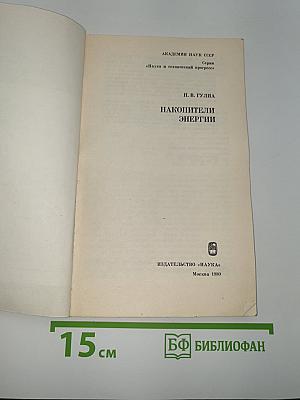 АКАДЕМИЯ НАУК СССР
Серия
«Наука и технический прогресс»
Н. В. ГУЛИА
НАКОПИТЕЛИ
ЭНЕРГИИ
ИЗДАТЕЛЬСТВО «НАУКА»
Москва 1980
15 см
БФ БИБЛИОФАН